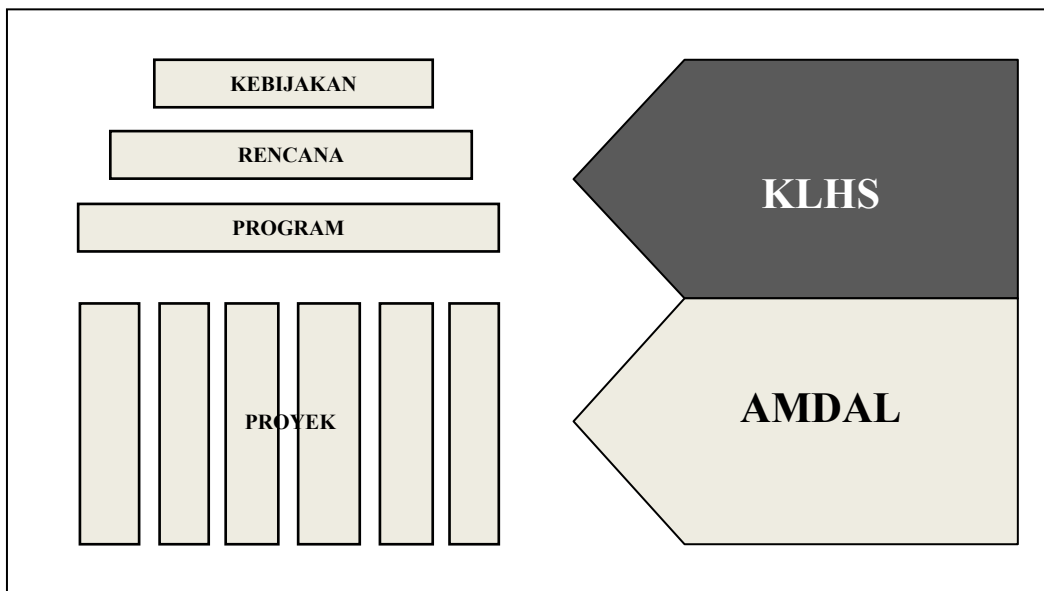 KEBIJAKAN
RENCANA
PROGRAM
KLHS
PROYEK
AMDAL